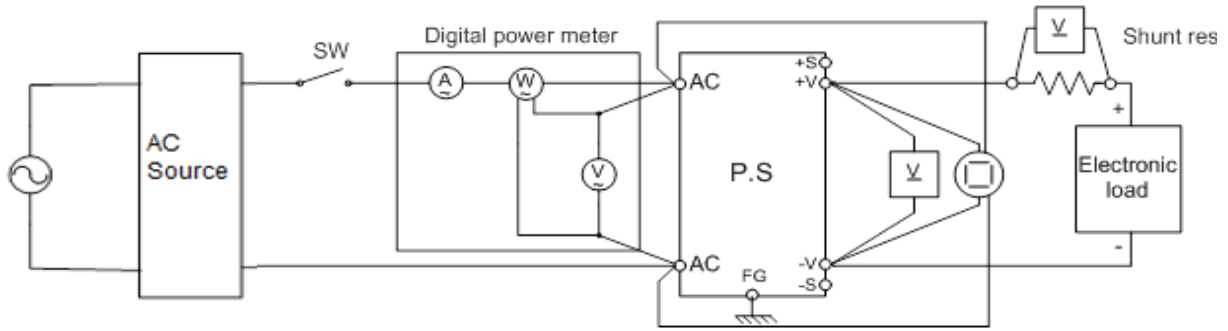 SW
Digital power meter
Shunt res
AC
Source
A
W
V
AC
AC
P.S
FG
+S
+V
-V
-S
V
V
+
Electronic
load
-